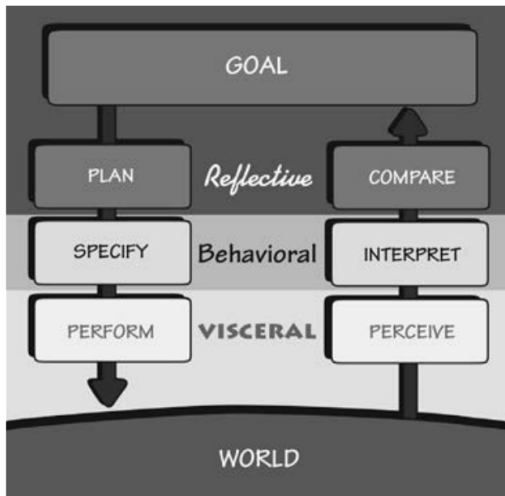 GOAL
PLAN Reflective COMPARE
SPECIFY Behavioral INTERPRET
PERFORM VISCERAL PERCEIVE
WORLD